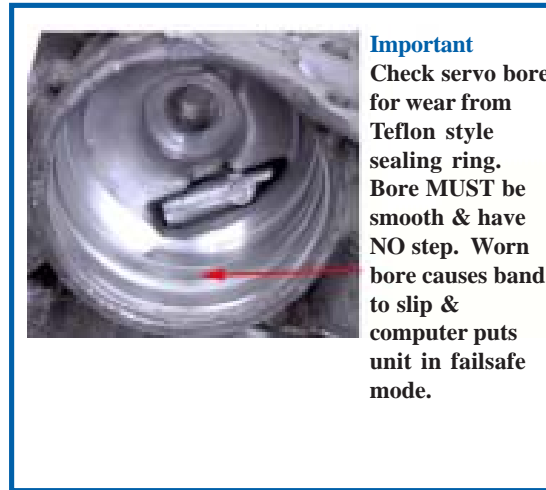 Important
Check servo bore
for wear from
Teflon style
sealing ring.
Bore MUST be
smooth & have
NO step. Worn
bore causes band
to slip &
computer puts
unit in failsafe
mode.